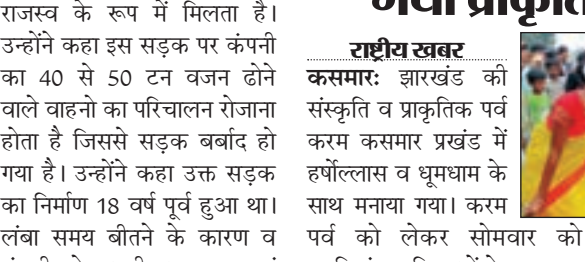 राजस्व के रूप में मिलता है।
उन्होंने कहा इस सड़क पर कंपनी
का 40 से 50 टन वजन ढोने
वाले वाहनो का परिचालन रोजाना
होता है जिससे सड़क बर्बाद हो
गया है। उन्होंने कहा उक्त सड़क
का निर्माण 18 वर्ष पूर्व हुआ था।
लंबा समय बीतने के कारण व
राष्ट्रीय खबर
कसमारः झारखंड की
संस्कृति व प्राकृतिक पर्व
करम कसमार प्रखंड में
हर्षोल्लास व धूमधाम के
साथ मनाया गया। करम
पर्व को लेकर सोमवार को